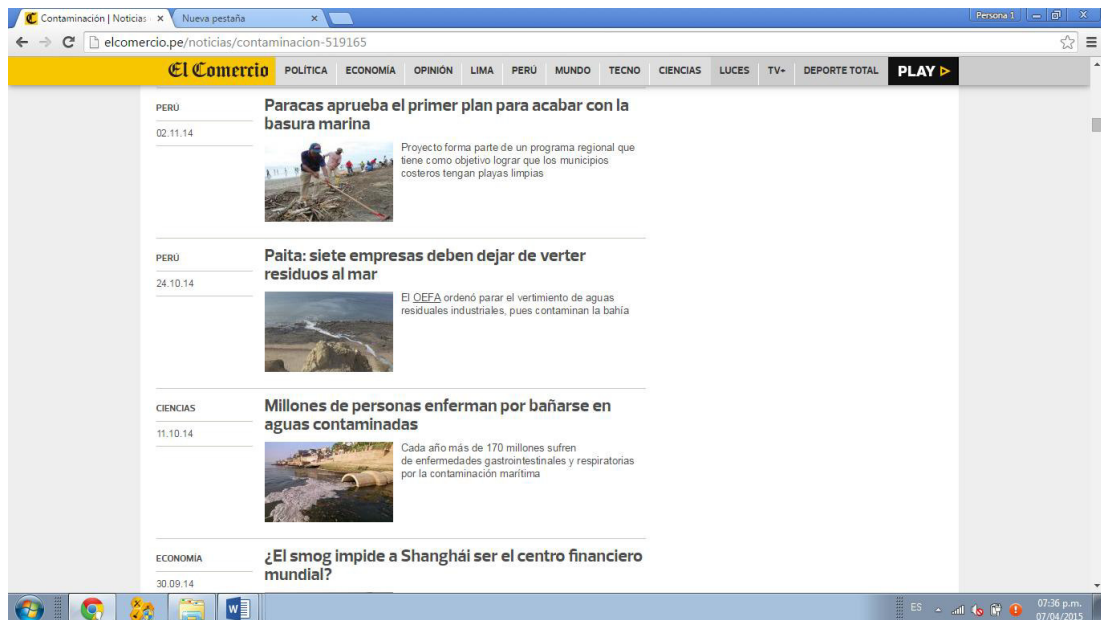 Contaminación | Noticias
Nueva pestaña
Persona 1
elcomercio.pe/noticias/contaminacion-519165
El Comercio POLÍTICA ECONOMÍA OPINIÓN LIMA PERÚ MUNDO TECNO CIENCIAS LUCES TV+ DEPORTE TOTAL PLAY
PERÚ
02.11.14
Paracas aprueba el primer plan para acabar con la
basura marina
Proyecto forma parte de un programa regional que
tiene como objetivo lograr que los municipios
costeros tengan playas limpias
PERÚ
24.10.14
Paita: siete empresas deben dejar de verter
residuos al mar
El OEFA ordenó parar el vertimiento de aguas
residuales industriales, pues contaminan la bahía
CIENCIAS
11.10.14
Millones de personas enferman por bañarse en
aguas contaminadas
Cada año más de 170 millones sufren
de enfermedades gastrointestinales y respiratorias
por la contaminación marítima
ECONOMÍA
30.09.14
¿El smog impide a Shanghái ser el centro financiero
mundial?
ES
07:36 p.m.
07/04/2015